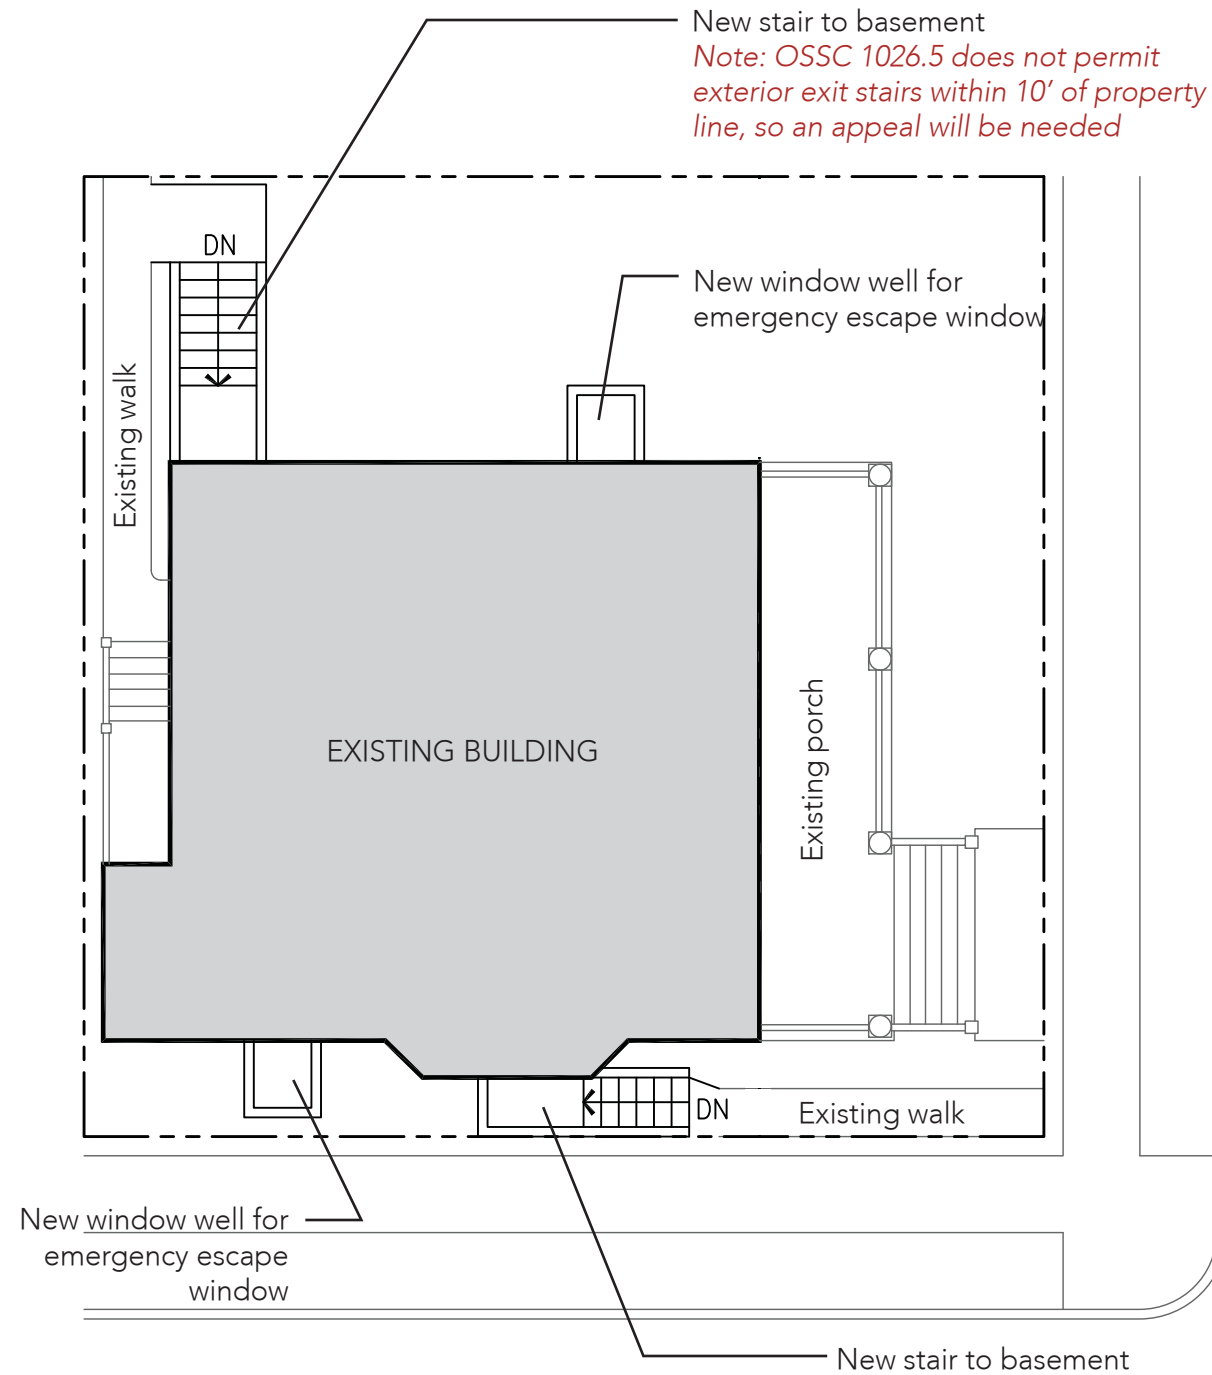 New stair to basement
Note: OSSC 1026.5 does not permit
exterior exit stairs within 10’ of property
line, so an appeal will be needed
DN
New window well for
emergency escape window
Existing walk
EXISTING BUILDING
Existing porch
DN
Existing walk
New window well for
emergency escape
window
New stair to basement